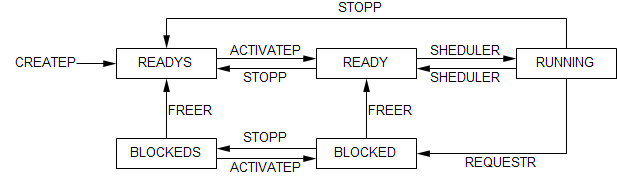 STOPP
CREATEP READYS ACTIVATEP READY SHEDULER RUNNING
STOPP SHEDULER
FREER FREER
BLOCKEDS STOPP BLOCKED
ACTIVATEP REQUESTR